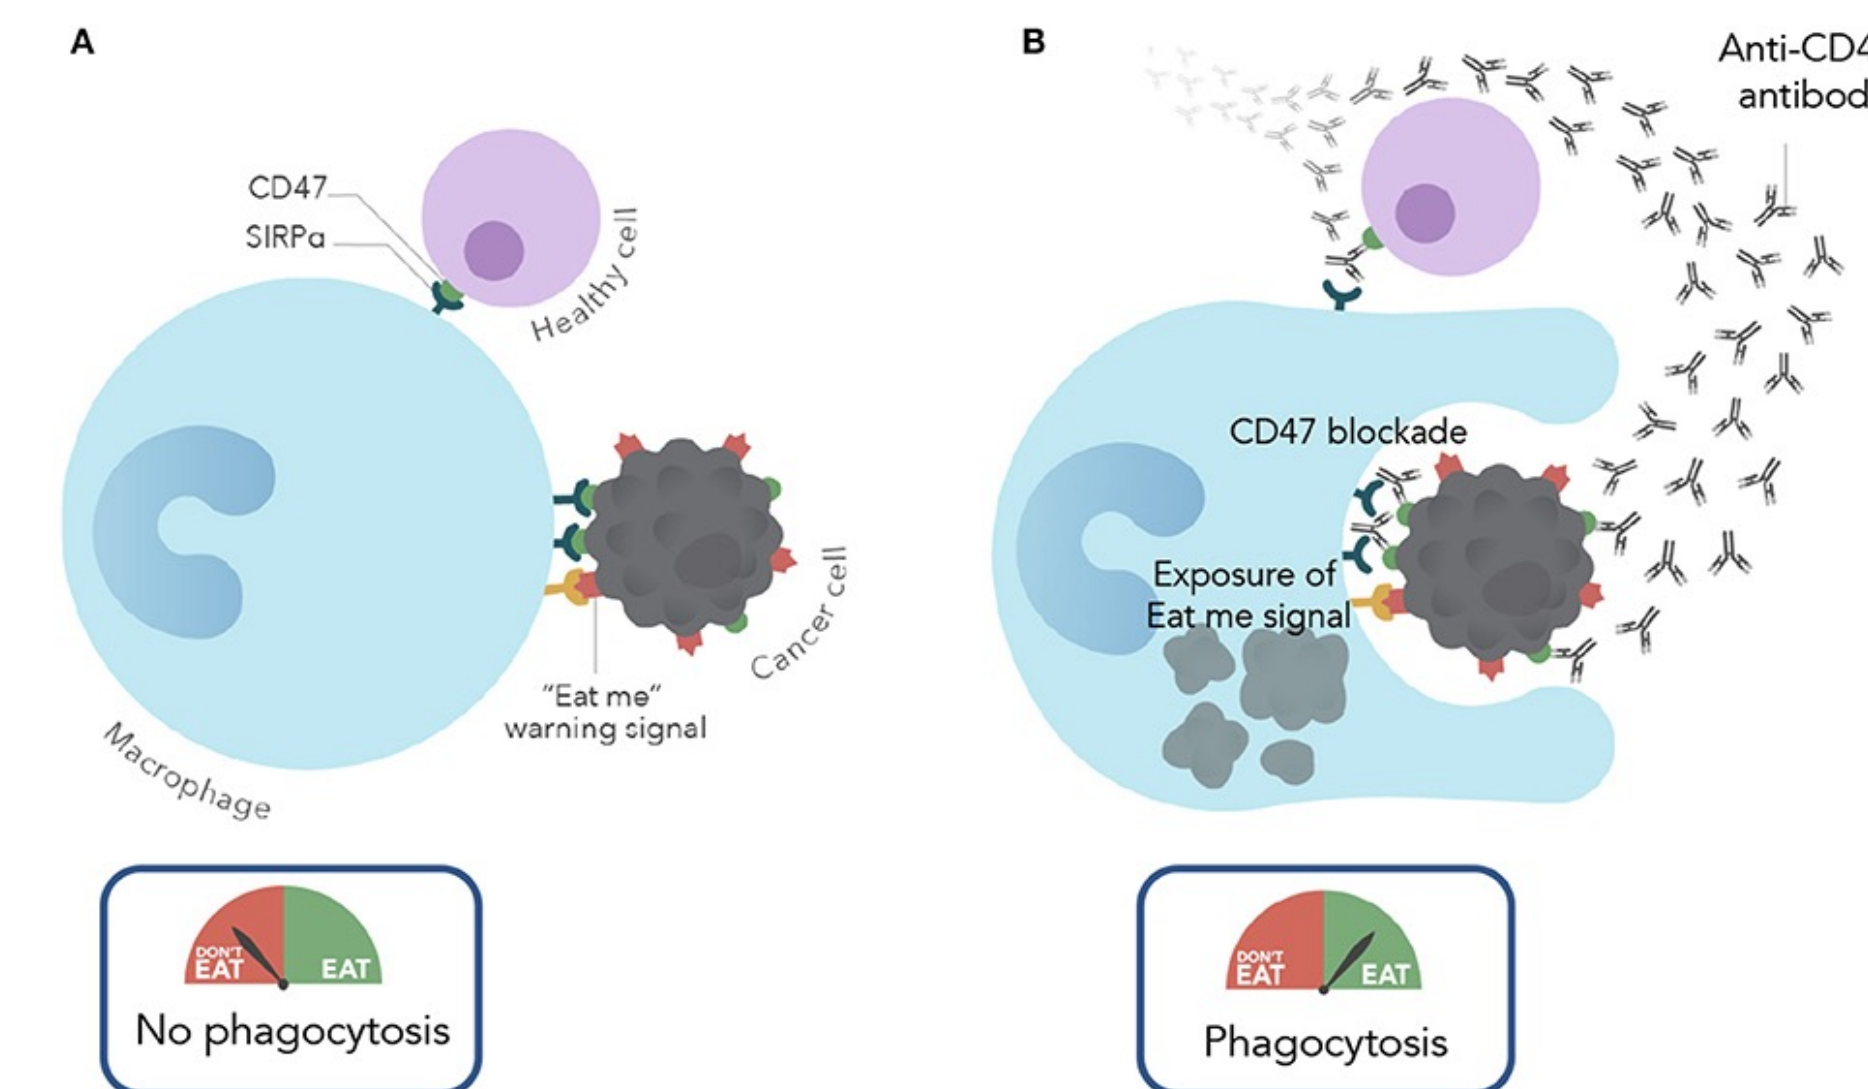 A
CD47
SIRPa
Healthy cell
Cancer cell
"Eat me"
warning signal
Macrophage
DON'T
EAT
EAT
No phagocytosis
B
Anti-CD4
antibod
CD47 blockade
Exposure of
Eat me signal
DON'T
EAT
EAT
Phagocytosis